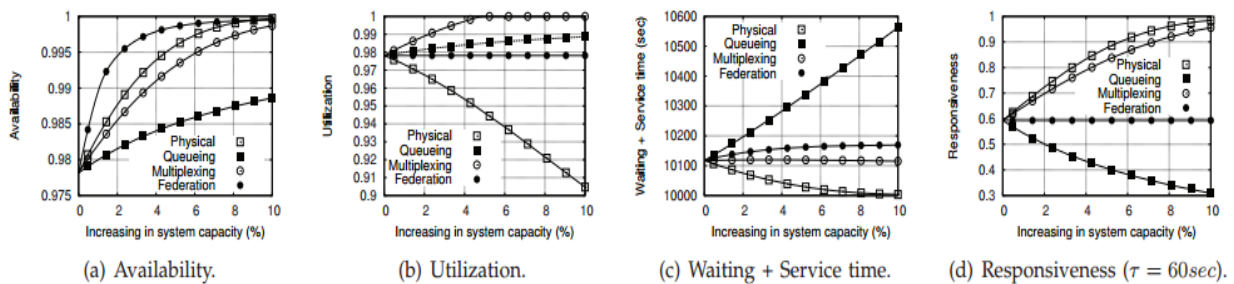 1
0.995
0.99
0.985
0.98
0.975
Availability
Physical
Queueing
Multiplexing
Federation
0 2 4 6 8 10
Increasing in system capacity (%)
(a) Availability.
1
0.99
0.98
0.97
0.96
0.95
0.94
0.93
0.92
0.91
0.9
Utilization
Physical
Queueing
Multiplexing
Federation
0 2 4 6 8 10
Increasing in system capacity (%)
(b) Utilization.
10600
10500
10400
10300
10200
10100
10000
Waiting + Service time (sec)
Physical
Queueing
Multiplexing
Federation
0 2 4 6 8 10
Increasing in system capacity (%)
(c) Waiting + Service time.
1
0.9
0.8
0.7
0.6
0.5
0.4
0.3
Responsiveness
Physical
Queueing
Multiplexing
Federation
0 2 4 6 8 10
Increasing in system capacity (%)
(d) Responsiveness (τ = 60sec).